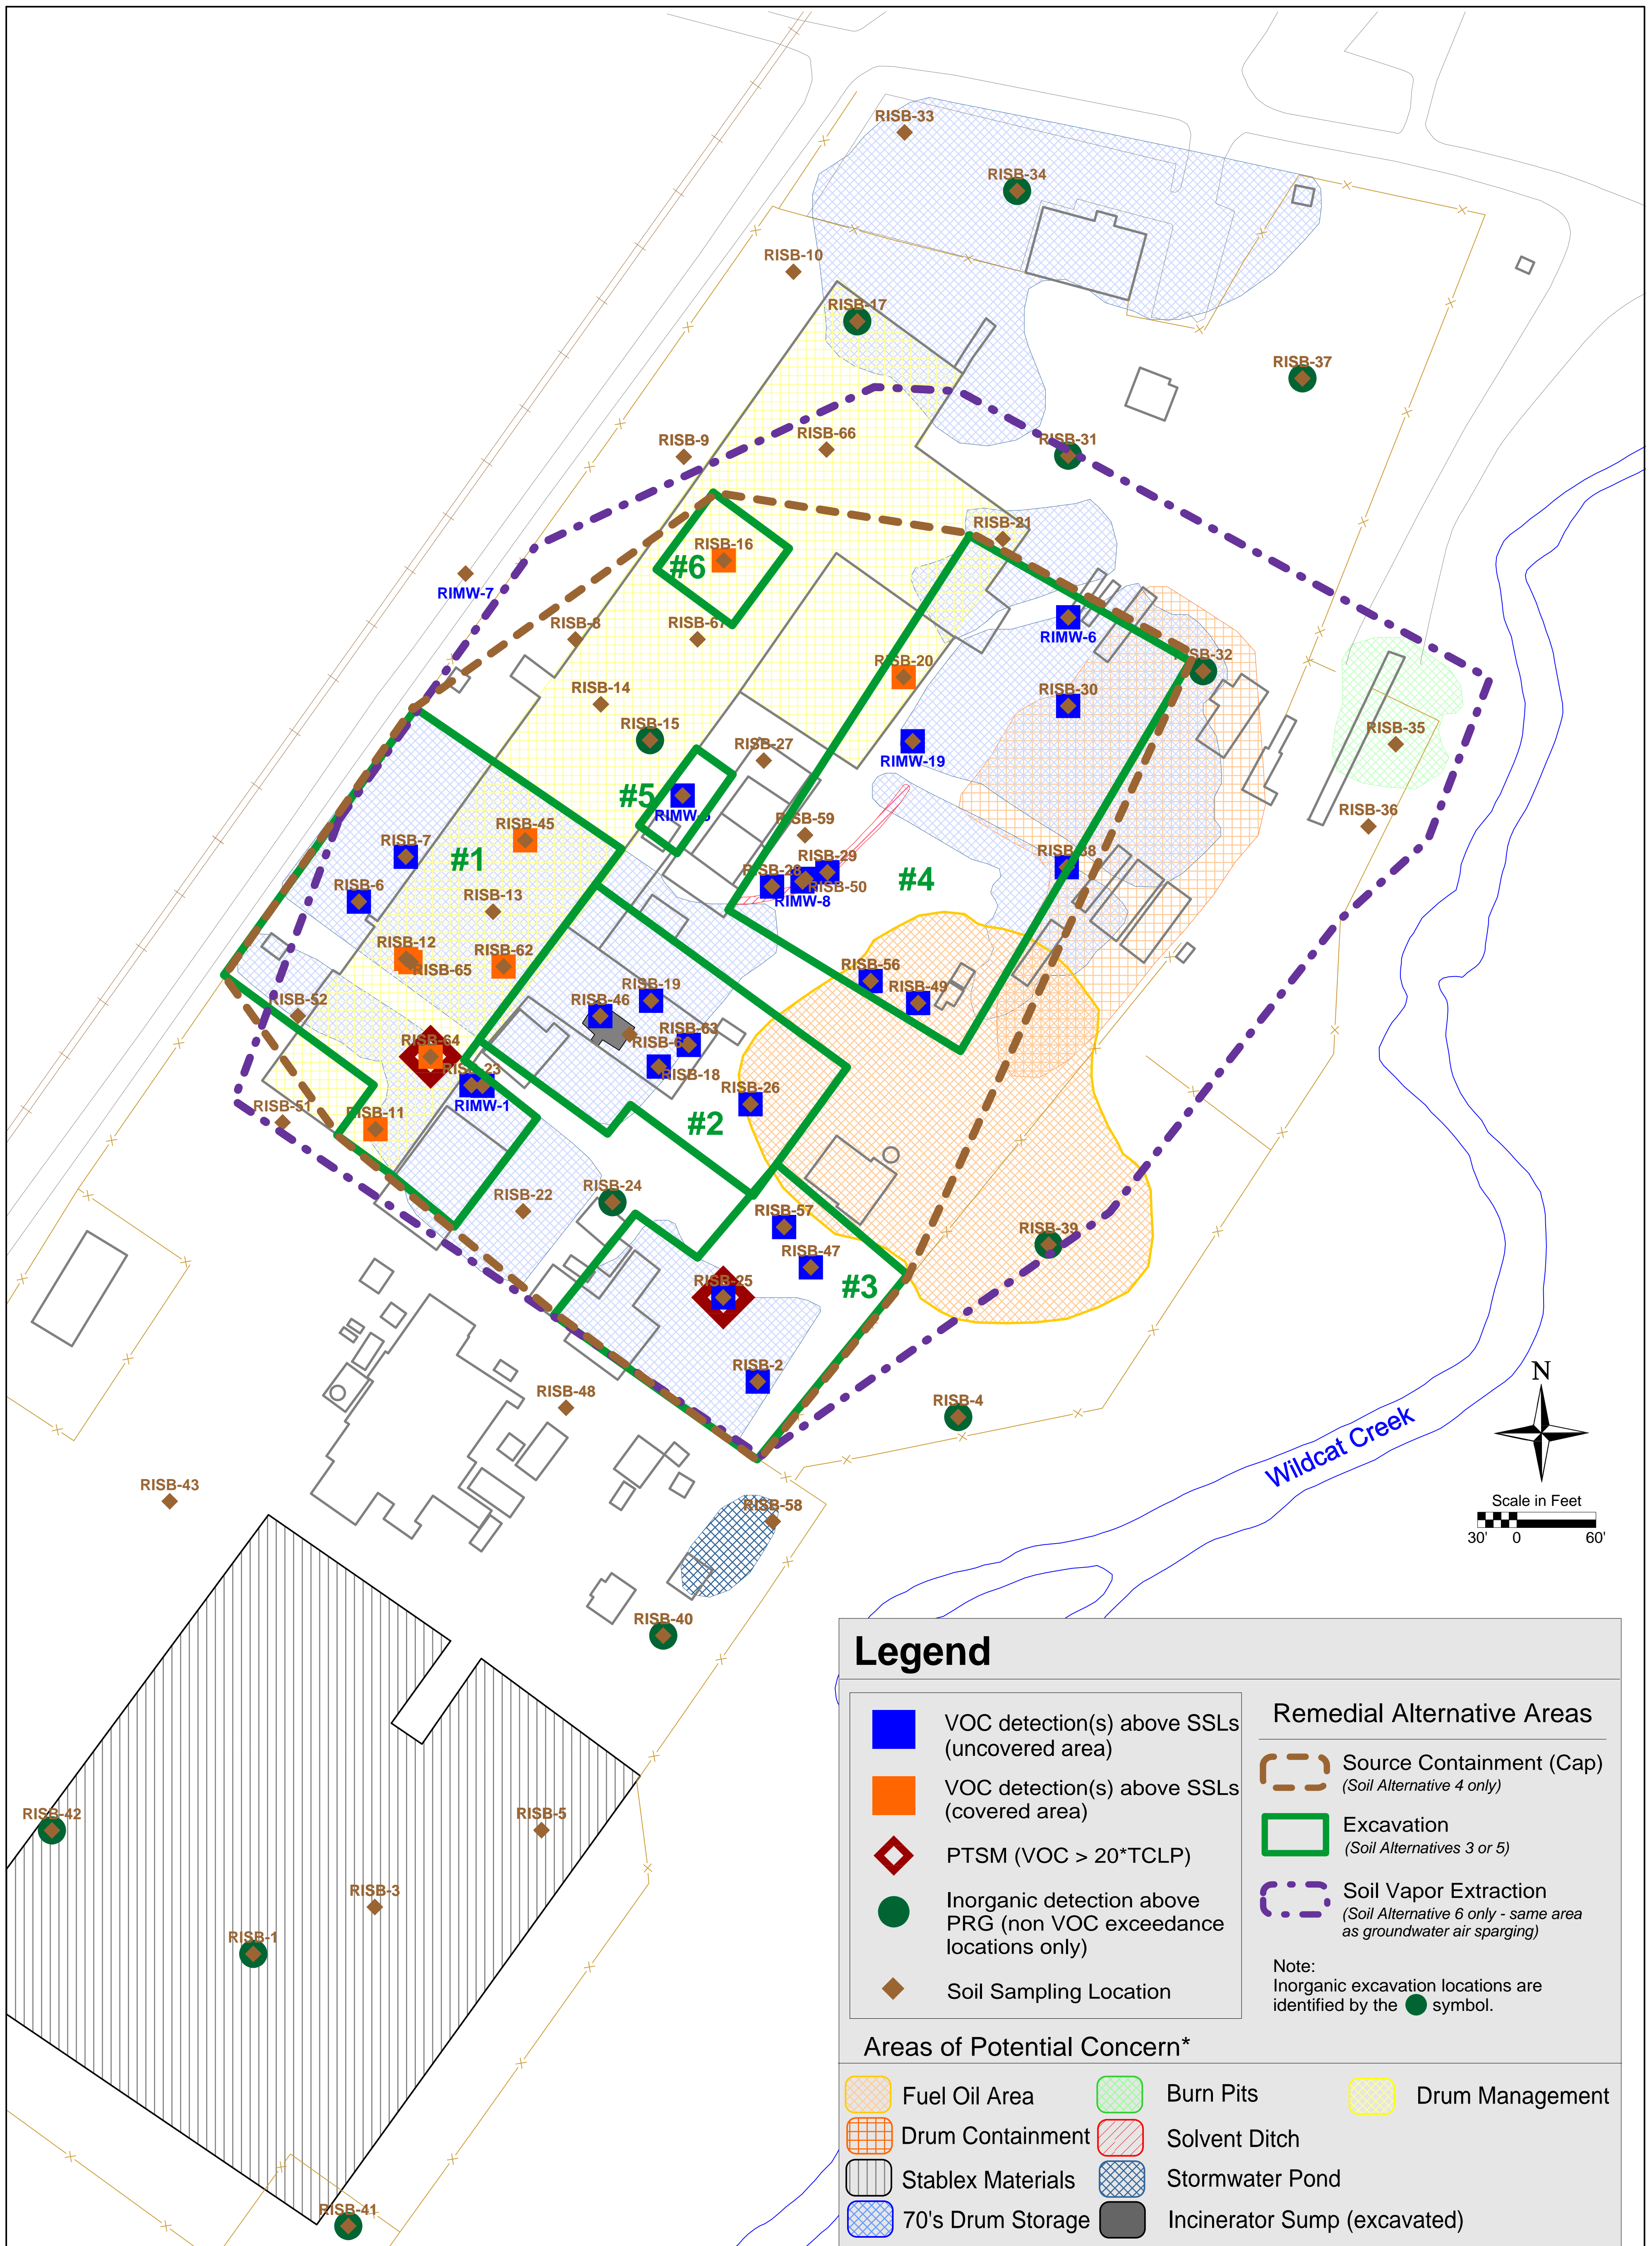 RISB-33
RISB-34
RISB-10
RISB-17
RISB-37
RISB-66
RISB-31
RISB-9
RISB-21
RISB-16
#6
RIMW-7
RISB-8
RISB-67
RIMW-6
RISB-20
RISB-32
RISB-14
RISB-30
RISB-15
RISB-35
RISB-27
RIMW-19
#5
RISB-36
RISB-45
RISB-59
RISB-7
#1
RISB-38
RISB-29
RISB-28
#4
RISB-50
RISB-6
RIMW-8
RISB-13
RISB-12
RISB-62
RISB-65
RISB-56
RISB-19
RISB-49
RISB-52
RISB-46
RISB-63
RISB-64
RISB-18
RISB-23
RISB-26
RIMW-1
RISB-51
RISB-11
#2
RISB-24
RISB-22
RISB-57
RISB-39
RISB-47
RISB-25
#3
RISB-2
RISB-48
RISB-4
N
Wildcat Creek
RISB-43
Scale in Feet
30' 0 60'
RISB-58
RISB-40
RISB-42
RISB-5
RISB-3
RISB-1
RISB-41
Legend
VOC detection(s) above SSLs
(uncovered area)
VOC detection(s) above SSLs
(covered area)
PTSM (VOC > 20*TCLP)
Inorganic detection above
PRG (non VOC exceedance
locations only)
Soil Sampling Location
Remedial Alternative Areas
Source Containment (Cap)
(Soil Alternative 4 only)
Excavation
(Soil Alternatives 3 or 5)
Soil Vapor Extraction
(Soil Alternative 6 only - same area
as groundwater air sparging)
Note:
Inorganic excavation locations are
identified by the symbol.
Areas of Potential Concern*
Fuel Oil Area
Burn Pits
Drum Management
Drum Containment
Solvent Ditch
Stablex Materials
Stormwater Pond
70's Drum Storage
Incinerator Sump (excavated)